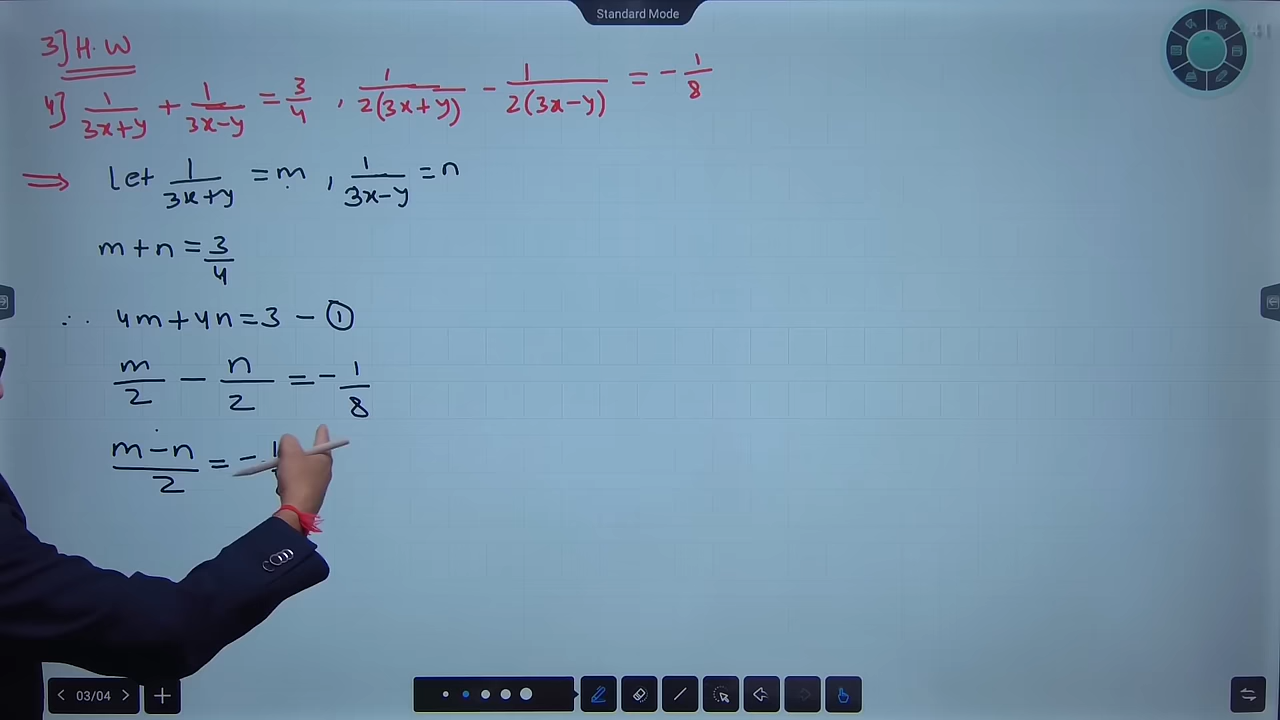 Standard Mode
3] H.W
4] 1/(3x+y) + 1/(3x-y) = 3/4 , 1/(2(3x+y)) - 1/(2(3x-y)) = -1/8
⇒ Let 1/(3x+y) = m , 1/(3x-y) = n
m + n = 3/4
∴ 4m + 4n = 3 - ①
m/2 - n/2 = -1/8
(m-n)/2 = -
03/04